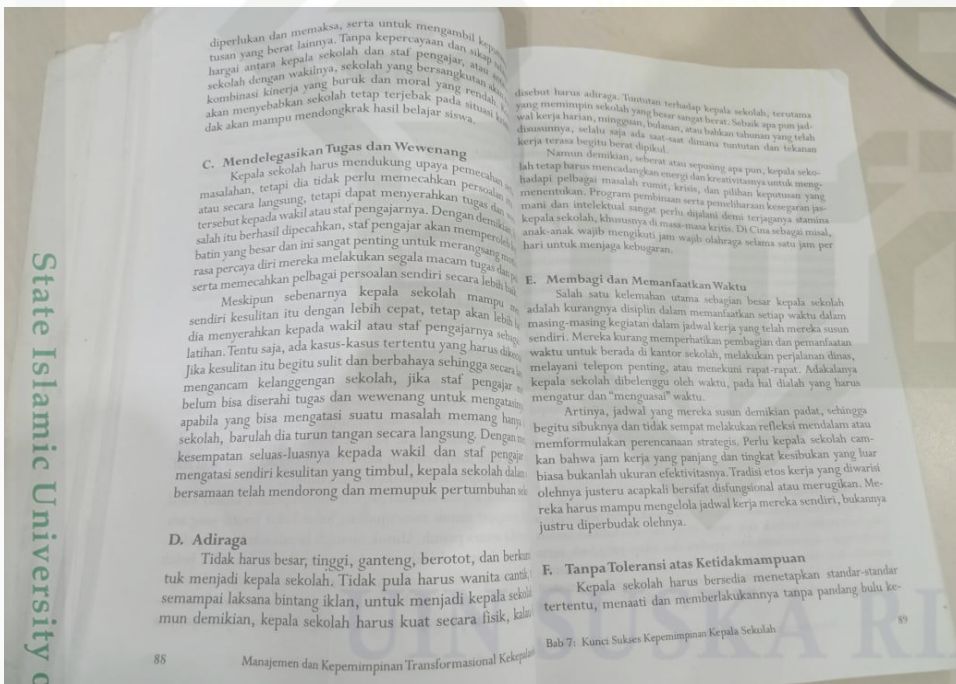 diperlukan dan memaksa, serta untuk mengambil
tusan yang berat lainnya. Tanpa kepercayaan dan sikap
hargai antara kepala sekolah dan staf pengajar, atau
sekolah dengan wakilnya, sekolah yang bersangkutan
kombinasi kinerja yang buruk dan moral yang rendah.
akan menyebabkan sekolah tetap terjebak pada situasi
dak akan mampu mendongkrak hasil belajar siswa.
C. Mendelegasikan Tugas dan Wewenang
Kepala sekolah harus mendukung upaya pemecahan
masalahan, tetapi dia tidak perlu memecahkan persoalan
atau secara langsung, tetapi dapat menyerahkan tugas dan
tersebut kepada wakil atau staf pengajarnya. Dengan demikian,
salah itu berhasil dipecahkan, staf pengajar akan memperoleh
batin yang besar dan ini sangat penting untuk merangsang
rasa percaya diri mereka melakukan segala macam tugas dan
serta memecahkan pelbagai persoalan sendiri secara lebih baik.
Meskipun sebenarnya kepala sekolah mampu
sendiri kesulitan itu dengan lebih cepat, tetap akan lebih
dia menyerahkan kepada wakil atau staf pengajarnya
latihan. Tentu saja, ada kasus-kasus tertentu yang harus
Jika kesulitan itu begitu sulit dan berbahaya sehingga secara
mengancam kelanggengan sekolah, jika staf pengajar
belum bisa diserahi tugas dan wewenang untuk
apabila yang bisa mengatasi suatu masalah memang hanya
sekolah, barulah dia turun tangan secara langsung. Dengan
kesempatan seluas-luasnya kepada wakil dan staf
mengatasi sendiri kesulitan yang timbul, kepala sekolah dalam
bersamaan telah mendorong dan memupuk pertumbuhan
D. Adiraga
Tidak harus besar, tinggi, ganteng, berotot, dan
tuk menjadi kepala sekolah. Tidak pula harus wanita cantik,
semampai laksana bintang iklan, untuk menjadi kepala
mun demikian, kepala sekolah harus kuat secara fisik, kalau
88 Manajemen dan Kepemimpinan Transformasional
disebut harus adiraga. Tuntutan terhadap kepala sekolah, terutama
yang memimpin sekolah yang besar sangat berat. Sebaik apa pun jad-
wal kerja harian, mingguan, bulanan, atau bahkan tahunan yang telah
disusunnya, selalu saja ada saat-saat dimana tuntutan dan tekanan
kerja terasa begitu berat dipikul.
Namun demikian, seberat atau sepusing apa pun, kepala seko-
lah tetap harus mencadangkan energi dan kreativitasnya untuk meng-
hadapi pelbagai masalah rumit, krisis, dan pilihan keputusan yang
menentukan. Program pembinaan serta pemeliharaan kesegaran jas-
mani dan intelektual sangat perlu dijalani demi terjaganya stamina
kepala sekolah, khususnya di masa-masa kritis. Di Cina sebagai misal,
anak-anak wajib mengikuti jam wajib olahraga selama satu jam per
hari untuk menjaga kebugaran.
E. Membagi dan Memanfaatkan Waktu
Salah satu kelemahan utama sebagian besar kepala sekolah
adalah kurangnya disiplin dalam memanfaatkan setiap waktu dalam
masing-masing kegiatan dalam jadwal kerja yang telah mereka susun
sendiri. Mereka kurang memperhatikan pembagian dan pemanfaatan
waktu untuk berada di kantor sekolah, melakukan perjalanan dinas,
melayani telepon penting, atau menekuni rapat-rapat. Adakalanya
kepala sekolah dibelenggu oleh waktu, pada hal dialah yang harus
mengatur dan "menguasai" waktu.
Artinya, jadwal yang mereka susun demikian padat, sehingga
begitu sibuknya dan tidak sempat melakukan refleksi mendalam atau
memformulakan perencanaan strategis. Perlu kepala sekolah cam-
kan bahwa jam kerja yang panjang dan tingkat kesibukan yang luar
biasa bukanlah ukuran efektivitasnya. Tradisi etos kerja yang diwarisi
olehnya justeru acapkali bersifat disfungsional atau merugikan. Me-
reka harus mampu mengelola jadwal kerja mereka sendiri, bukannya
justru diperbudak olehnya.
F. Tanpa Toleransi atas Ketidakmampuan
Kepala sekolah harus bersedia menetapkan standar-standar
tertentu, menaati dan memberlakukannya tanpa pandang bulu ke-
Bab 7: Kunci Sukses Kepemimpinan Kepala Sekolah 89
State Islamic University
UIN SUSKA